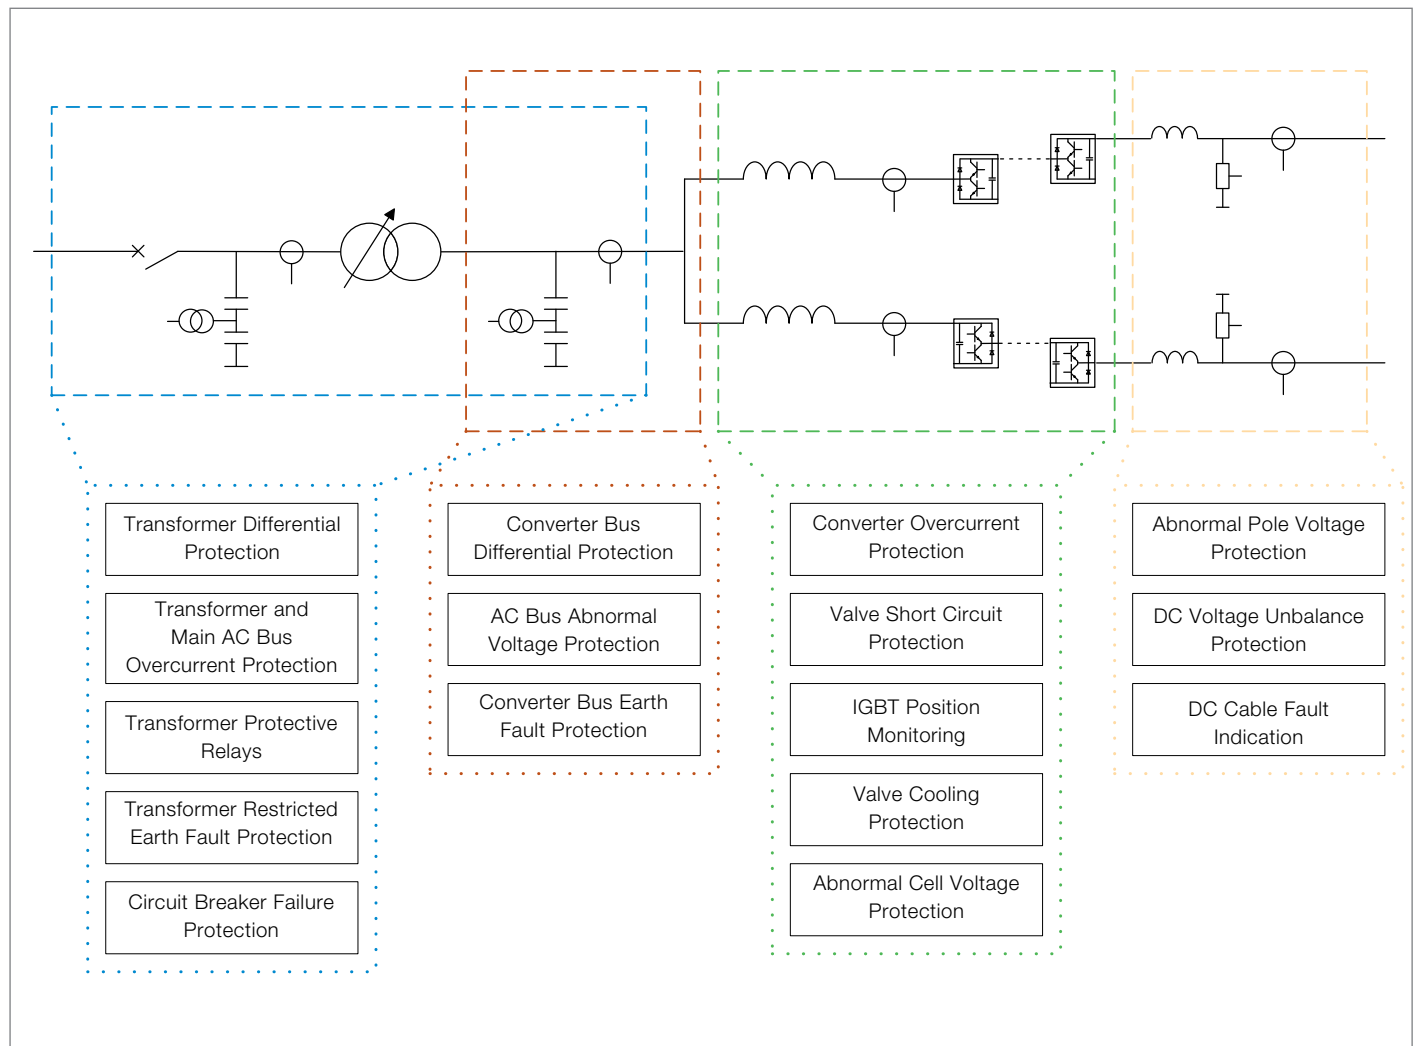 Transformer Differential
Protection
Transformer and
Main AC Bus
Overcurrent Protection
Transformer Protective
Relays
Transformer Restricted
Earth Fault Protection
Circuit Breaker Failure
Protection
Converter Bus
Differential Protection
AC Bus Abnormal
Voltage Protection
Converter Bus Earth
Fault Protection
Converter Overcurrent
Protection
Valve Short Circuit
Protection
IGBT Position
Monitoring
Valve Cooling
Protection
Abnormal Cell Voltage
Protection
Abnormal Pole Voltage
Protection
DC Voltage Unbalance
Protection
DC Cable Fault
Indication